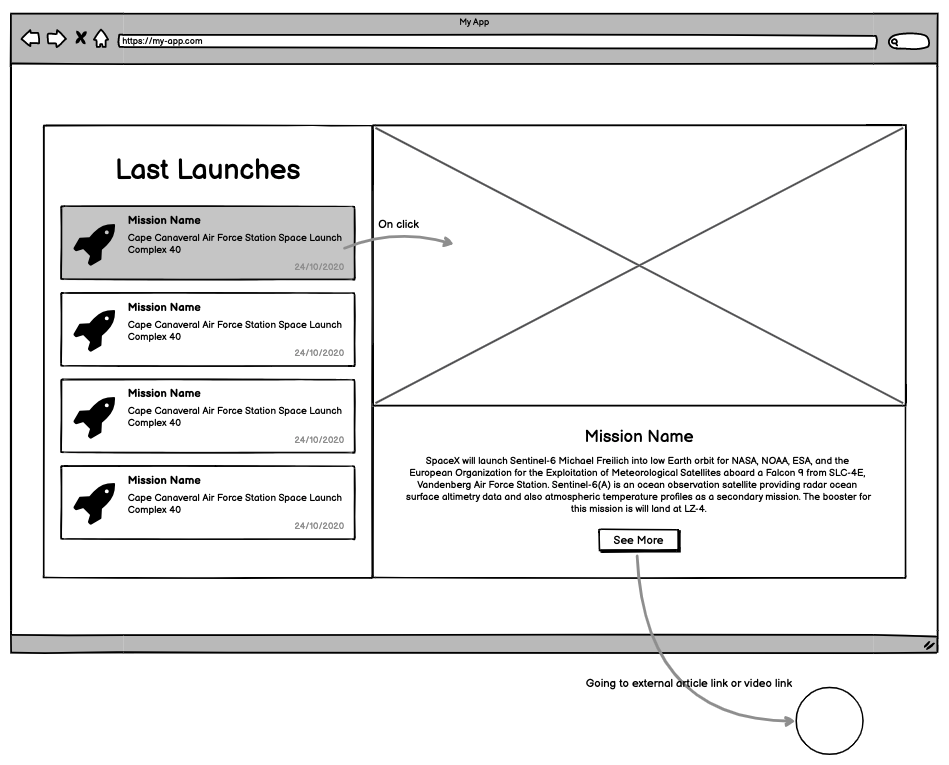 My App
https://my-app.com
Last Launches
Mission Name
Cape Canaveral Air Force Station Space Launch
Complex 40
24/10/2020
Mission Name
Cape Canaveral Air Force Station Space Launch
Complex 40
24/10/2020
Mission Name
Cape Canaveral Air Force Station Space Launch
Complex 40
24/10/2020
Mission Name
Cape Canaveral Air Force Station Space Launch
Complex 40
24/10/2020
On click
Mission Name
SpaceX will launch Sentinel-6 Michael Freilich into low Earth orbit for NASA, NOAA, ESA, and the
European Organization for the Exploitation of Meteorological Satellites aboard a Falcon 9 from SLC-4E,
Vandenberg Air Force Station. Sentinel-6(A) is an ocean observation satellite providing radar ocean
surface altimetry data and also atmospheric temperature profiles as a secondary mission. The booster for
this mission is will land at LZ-4.
See More
Going to external article link or video link